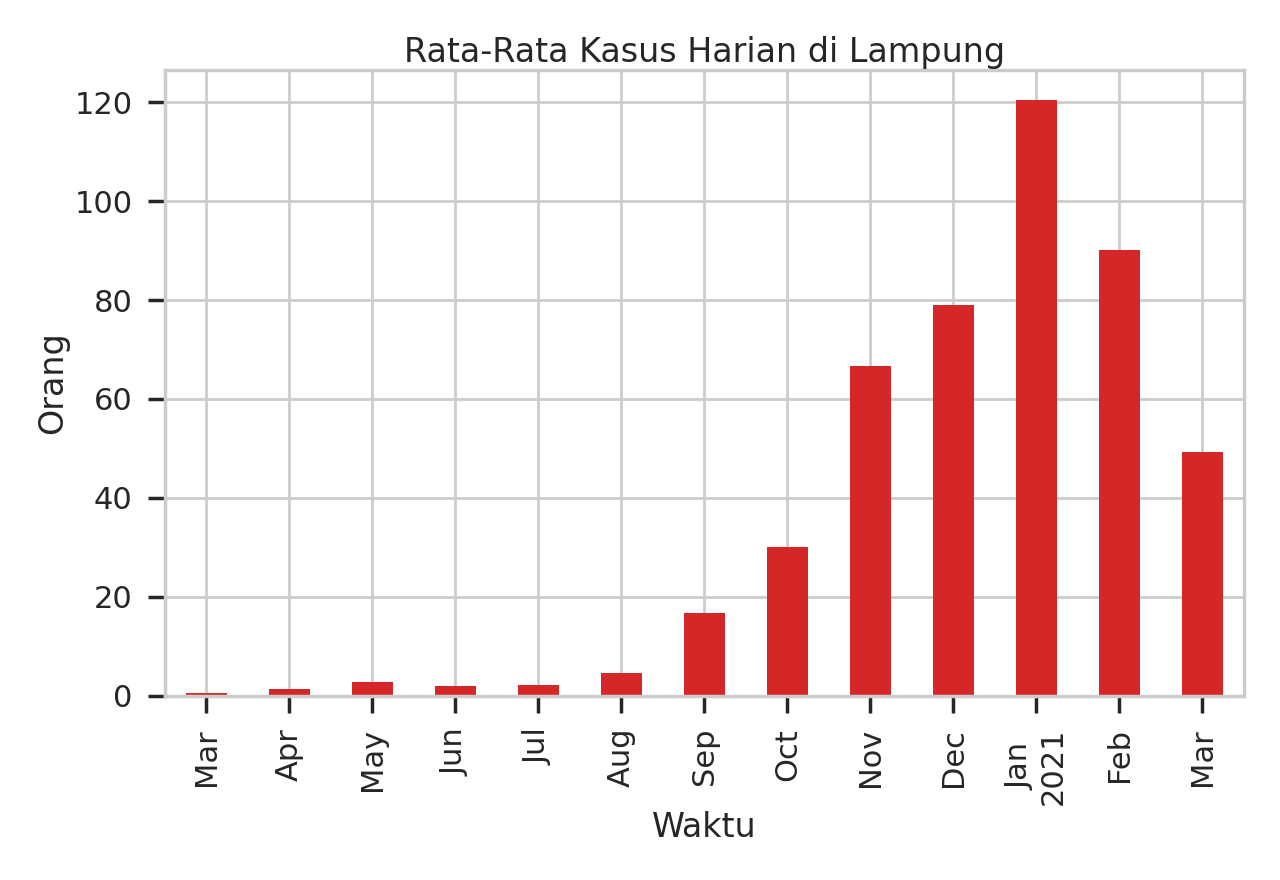 Rata-Rata Kasus Harian di Lampung
120
100
80
60
40
20
0
Orang
Mar
Apr
May
Jun
Jul
Aug
Sep
Oct
Nov
Dec
Jan
2021
Feb
Mar
Waktu